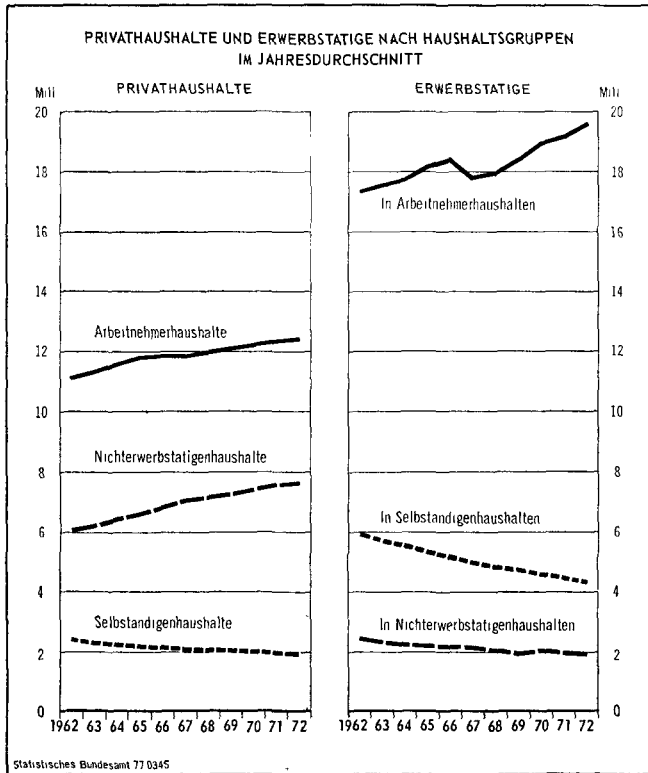 PRIVATHAUSHALTE UND ERWERBSTATIGE NACH HAUSHALTSGRUPPEN
IM JAHRESDURCHSCHNITT
Mill
PRIVATHAUSHALTE
ERWERBSTATIGE
Mill
20
18
16
14
12
10
8
6
4
2
0
Arbeitnehmerhaushalte
Nichterwerbstatigenhaushalte
Selbstandigenhaushalte
1962 63 64 65 66 67 68 69 70 71 72
In Arbeitnehmerhaushalten
In Selbstandigenhaushalten
In Nichterwerbstatigenhaushalten
20
18
16
14
12
10
8
6
4
2
0
1962 63 64 65 66 67 68 69 70 71 72
Statistisches Bundesamt 77 0345